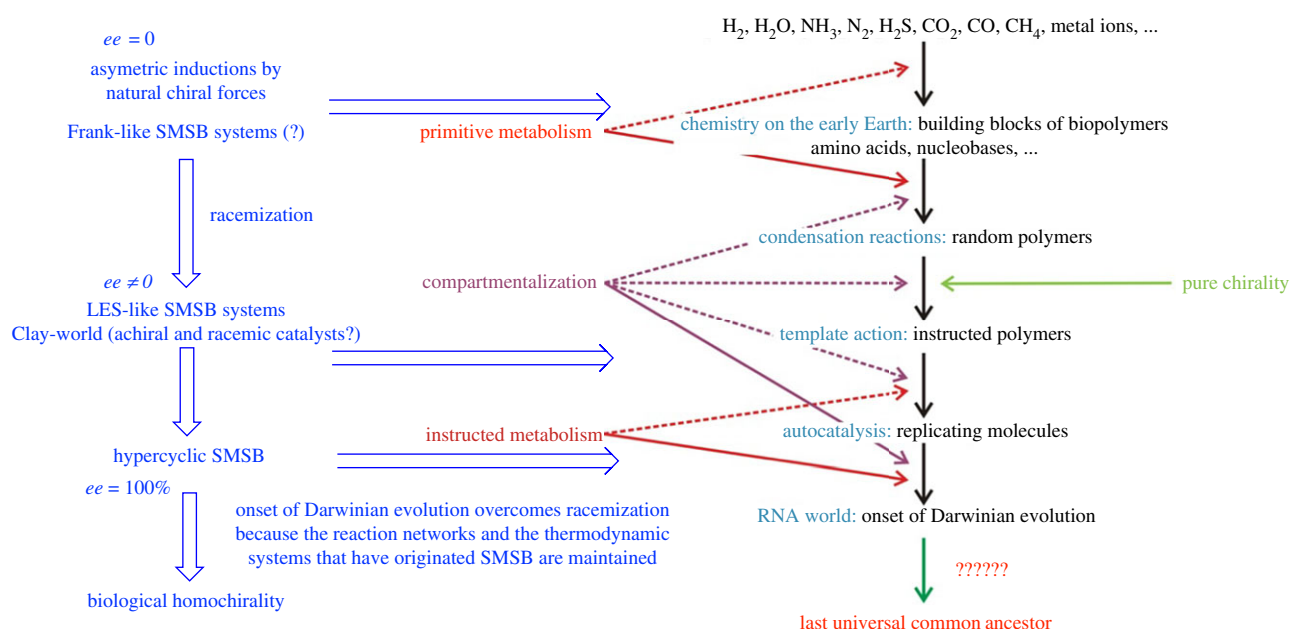 ee = 0
asymetric inductions by
natural chiral forces
Frank-like SMSB systems (?)
racemization
ee ≠ 0
LES-like SMSB systems
Clay-world (achiral and racemic catalysts?)
hypercyclic SMSB
ee = 100%
onset of Darwinian evolution overcomes racemization
because the reaction networks and the thermodynamic
systems that have originated SMSB are maintained
biological homochirality
primitive metabolism
compartmentalization
instructed metabolism
H₂, H₂O, NH₃, N₂, H₂S, CO₂, CO, CH₄, metal ions, ...
chemistry on the early Earth: building blocks of biopolymers
amino acids, nucleobases, ...
condensation reactions: random polymers
pure chirality
template action: instructed polymers
autocatalysis: replicating molecules
RNA world: onset of Darwinian evolution
??????
last universal common ancestor